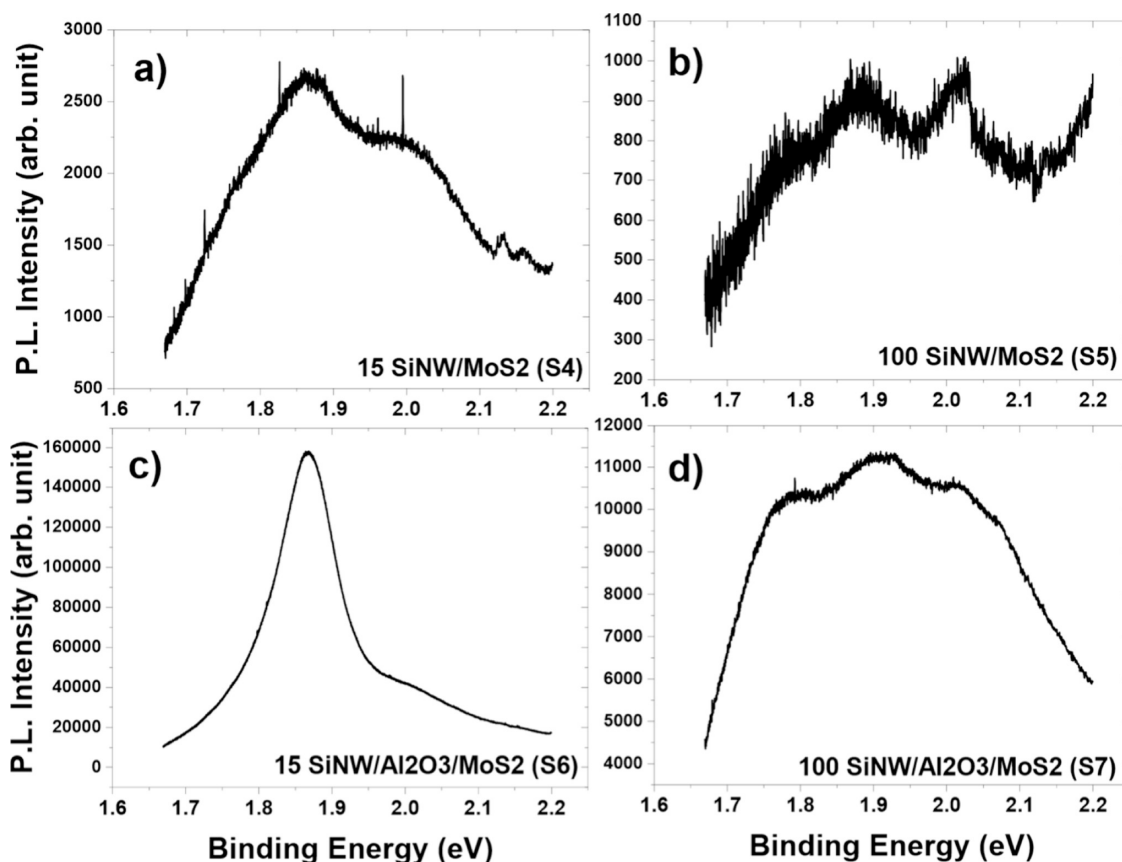 a)
P.L. Intensity (arb. unit)
3000
2500
2000
1500
1000
500
15 SiNW/MoS2 (S4)
1.6 1.7 1.8 1.9 2.0 2.1 2.2
b)
1100
1000
900
800
700
600
500
400
300
200
100 SiNW/MoS2 (S5)
1.6 1.7 1.8 1.9 2.0 2.1 2.2
c)
P.L. Intensity (arb. unit)
160000
140000
120000
100000
80000
60000
40000
20000
0
15 SiNW/Al2O3/MoS2 (S6)
1.6 1.7 1.8 1.9 2.0 2.1 2.2
Binding Energy (eV)
d)
12000
11000
10000
9000
8000
7000
6000
5000
4000
100 SiNW/Al2O3/MoS2 (S7)
1.6 1.7 1.8 1.9 2.0 2.1 2.2
Binding Energy (eV)